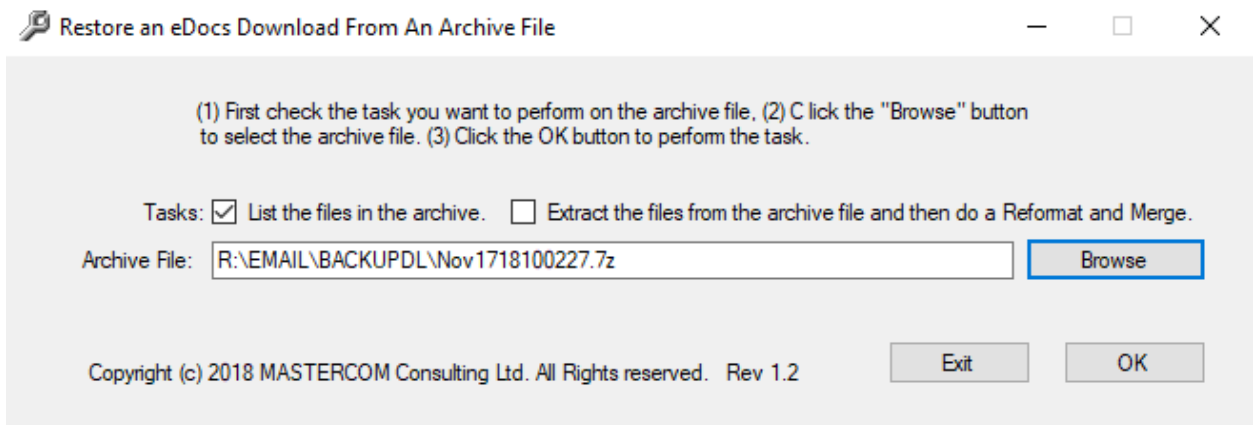 Restore an eDocs Download From An Archive File
(1) First check the task you want to perform on the archive file, (2) C lick the "Browse" button
to select the archive file. (3) Click the OK button to perform the task.
Tasks: List the files in the archive. Extract the files from the archive file and then do a Reformat and Merge.
Archive File: R:\EMAIL\BACKUPDL\Nov1718100227.7z Browse
Copyright (c) 2018 MASTERCOM Consulting Ltd. All Rights reserved. Rev 1.2 Exit OK